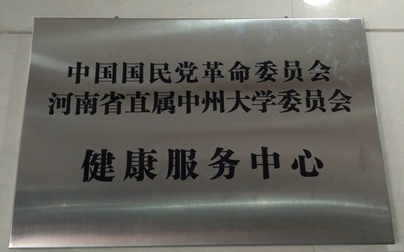 中国国民党革命委员会
河南省直属中州大学委员会
健康服务中心